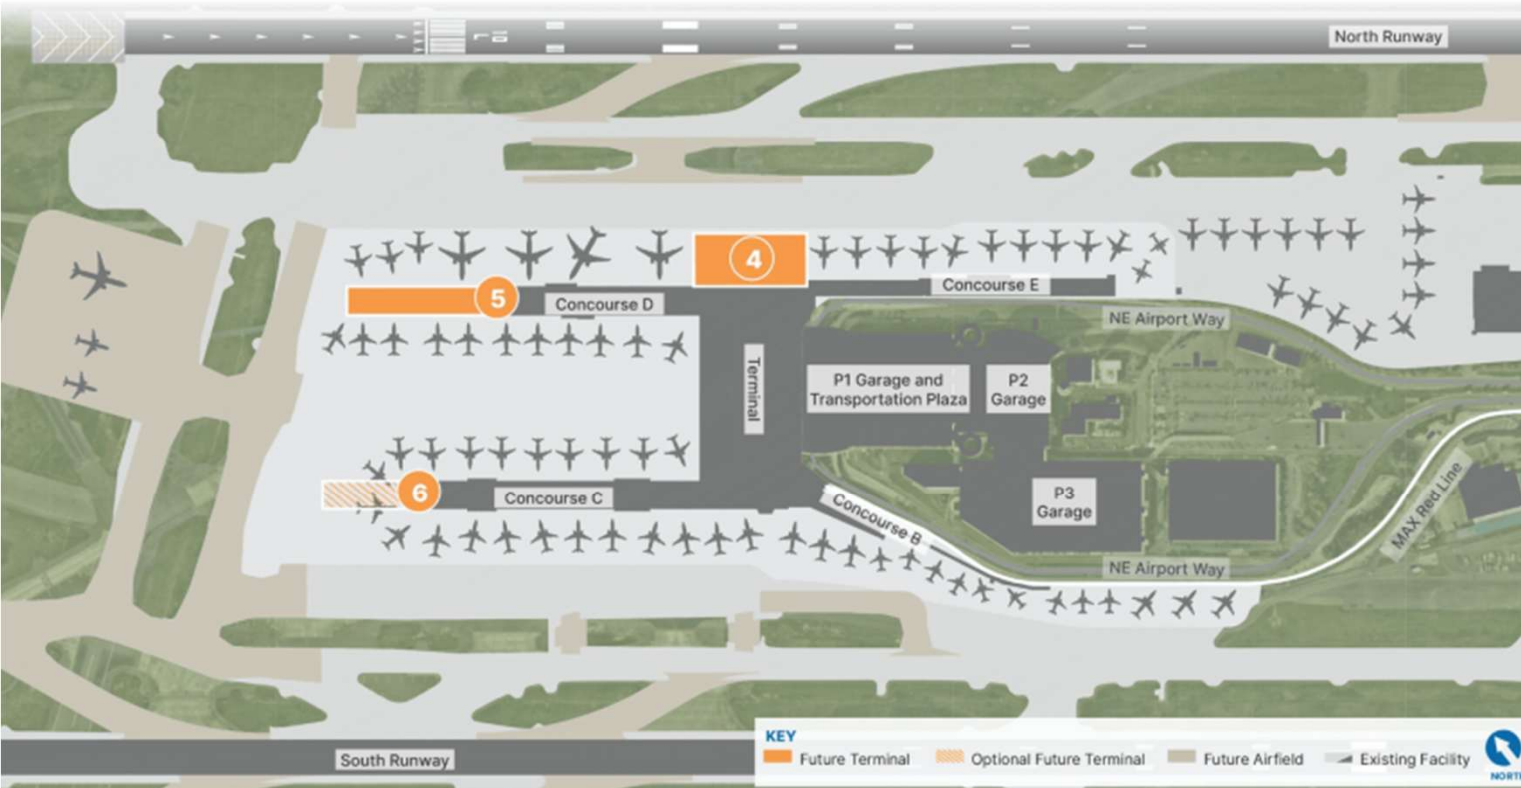 North Runway
4
Concourse E
5
Concourse D
NE Airport Way
Terminal
P1 Garage and
Transportation Plaza
P2
Garage
6
Concourse C
Concourse B
P3
Garage
MAX Red Line
NE Airport Way
South Runway
KEY
Future Terminal
Optional Future Terminal
Future Airfield
Existing Facility
NORTH